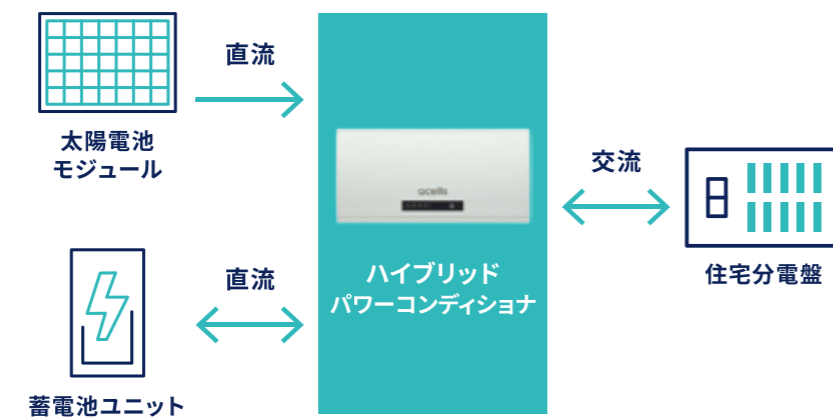 直流
太陽電池
モジュール
qcells
ハイブリッド
パワーコンディショナ
交流
住宅分電盤
直流
蓄電池ユニット